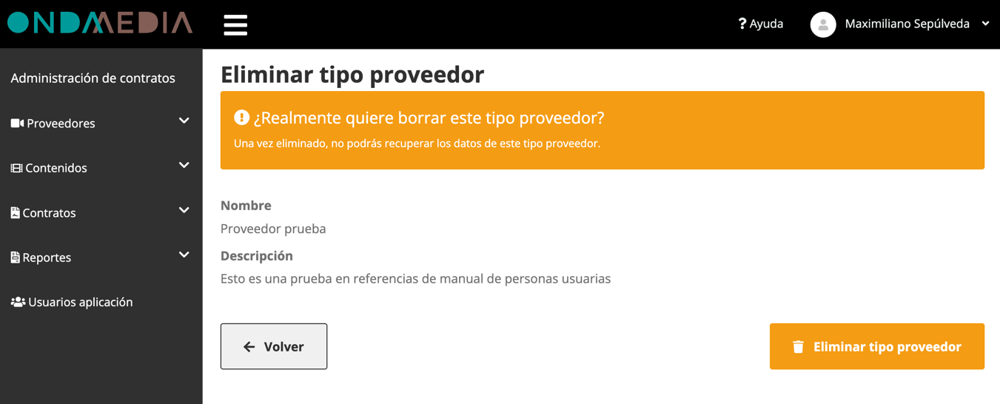 ONDAMEDIA
? Ayuda
Maximiliano Sepúlveda
Administración de contratos
Proveedores
Contenidos
Contratos
Reportes
Usuarios aplicación
Eliminar tipo proveedor
¿Realmente quiere borrar este tipo proveedor?
Una vez eliminado, no podrás recuperar los datos de este tipo proveedor.
Nombre
Proveedor prueba
Descripción
Esto es una prueba en referencias de manual de personas usuarias
Volver
Eliminar tipo proveedor